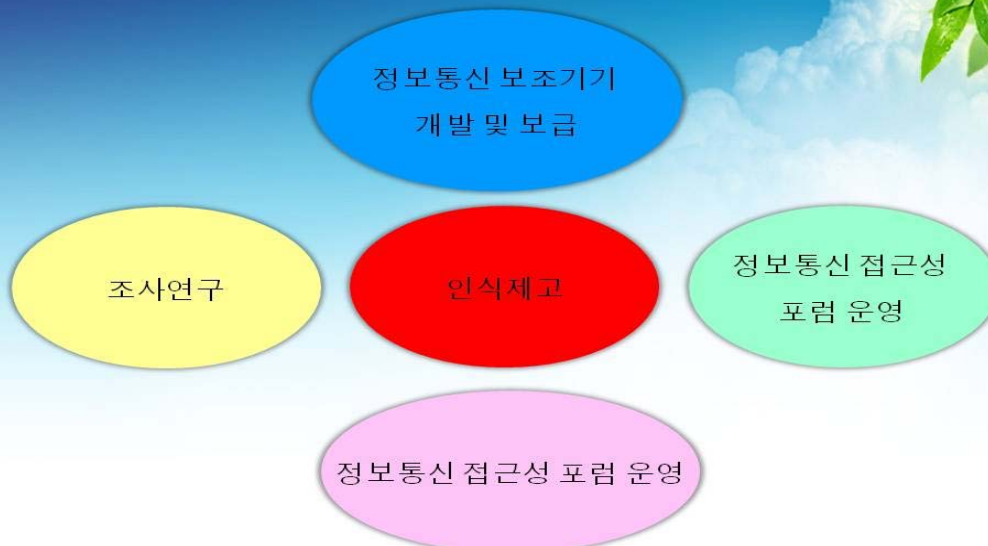 정보통신 보조기기
개발 및 보급
조사연구
인식제고
정보통신 접근성
포럼 운영
정보통신 접근성 포럼 운영